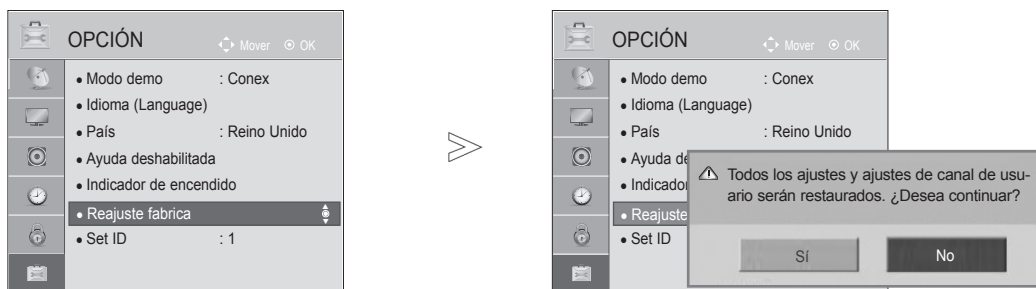 OPCIÓN Mover OK
• Modo demo : Conex
• Idioma (Language)
• País : Reino Unido
• Ayuda deshabilitada
• Indicador de encendido
• Reajuste fabrica
• Set ID : 1
OPCIÓN Mover OK
• Modo demo : Conex
• Idioma (Language)
• País : Reino Unido
• Ayuda de
• Indicador
• Reajuste
• Set ID
Todos los ajustes y ajustes de canal de usu-
ario serán restaurados. ¿Desea continuar?
Sí No